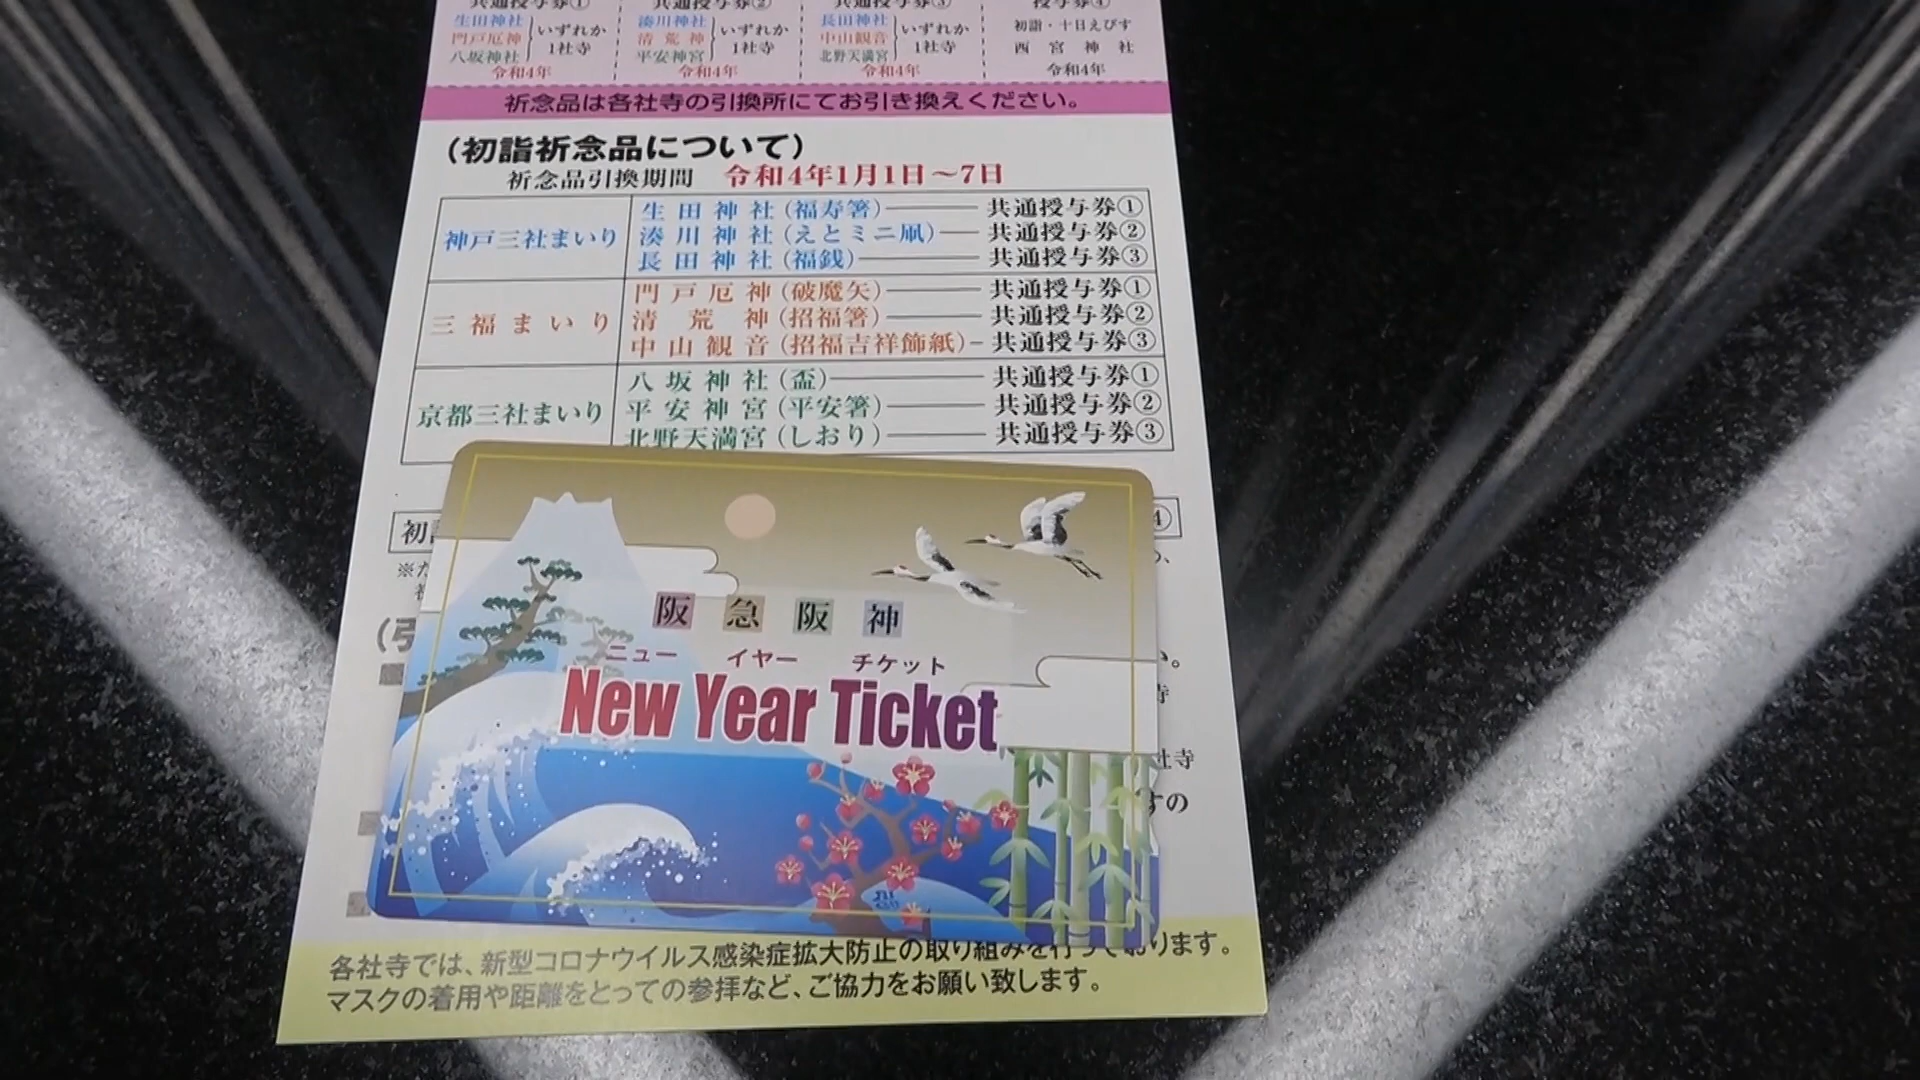 共通授与券① 共通授与券② 共通授与券③ 授与券④
生田神社 湊川神社 長田神社 初詣・十日えびす
門戸厄神 いずれか 清荒神 いずれか 中山観音 いずれか
八坂神社 1社寺 平安神宮 1社寺 北野天満宮 1社寺 西宮神社
令和4年 令和4年 令和4年 令和4年
祈念品は各社寺の引換所にてお引き換えください。
(初詣祈念品について)
祈念品引換期間 令和4年1月1日～7日
神戸三社まいり
生田神社(福寿箸)――共通授与券①
湊川神社(えとミニ凧)――共通授与券②
長田神社(福銭)――共通授与券③
三福まいり
門戸厄神(破魔矢)――共通授与券①
清荒神(招福箸)――共通授与券②
中山観音(招福吉祥飾紙)－共通授与券③
京都三社まいり
八坂神社(盃)――共通授与券①
平安神宮(平安箸)――共通授与券②
北野天満宮(しおり)――共通授与券③
阪急阪神
ニュー イヤー チケット
New Year Ticket
社寺
すの
各社寺では、新型コロナウイルス感染症拡大防止の取り組みを行っております。
マスクの着用や距離をとっての参拝など、ご協力をお願い致します。